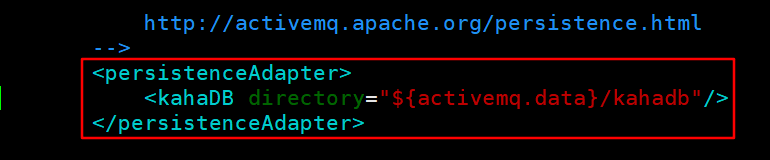 http://activemq.apache.org/persistence.html
-->
<persistenceAdapter>
<kahaDB directory="${activemq.data}/kahadb"/>
</persistenceAdapter>